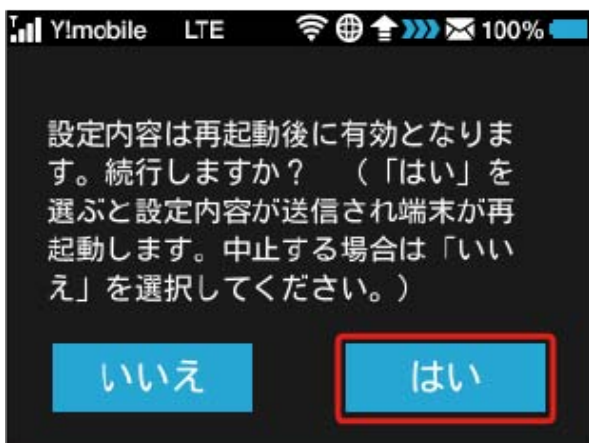 Y!mobile LTE 100%
設定内容は再起動後に有効となりま
す。続行しますか？　（「はい」を
選ぶと設定内容が送信され端末が再
起動します。中止する場合は「いい
え」を選択してください。）
いいえ はい